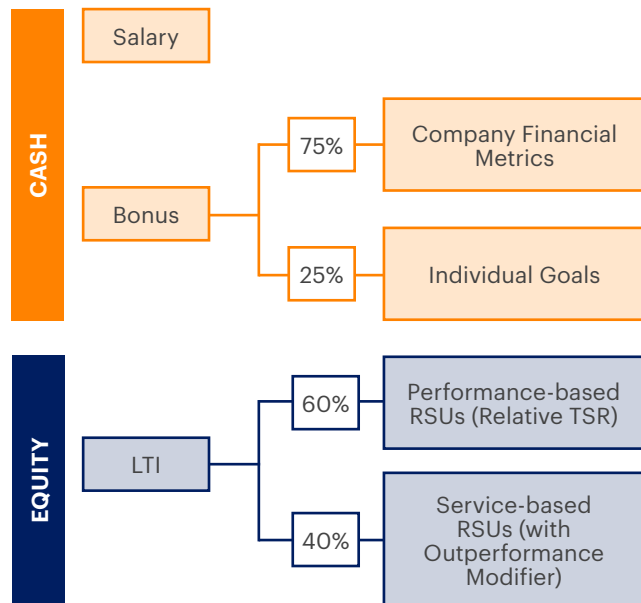 CASH
Salary
Bonus
75%
Company Financial
Metrics
25%
Individual Goals
EQUITY
LTI
60%
Performance-based
RSUs (Relative TSR)
40%
Service-based
RSUs (with
Outperformance
Modifier)